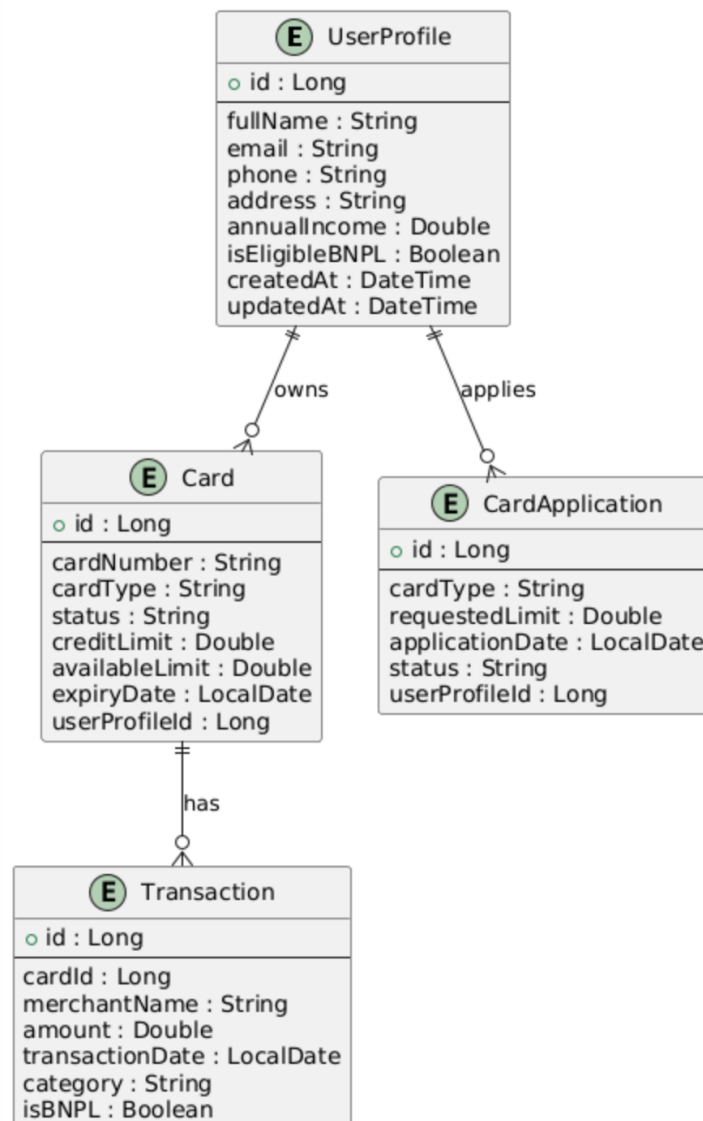 E UserProfile
id : Long
fullName : String
email : String
phone : String
address : String
annualIncome : Double
isEligibleBNPL : Boolean
createdAt : DateTime
updatedAt : DateTime
owns
applies
E Card
id : Long
cardNumber : String
cardType : String
status : String
creditLimit : Double
availableLimit : Double
expiryDate : LocalDate
userProfileId : Long
E CardApplication
id : Long
cardType : String
requestedLimit : Double
applicationDate : LocalDate
status : String
userProfileId : Long
has
E Transaction
id : Long
cardId : Long
merchantName : String
amount : Double
transactionDate : LocalDate
category : String
isBNPL : Boolean